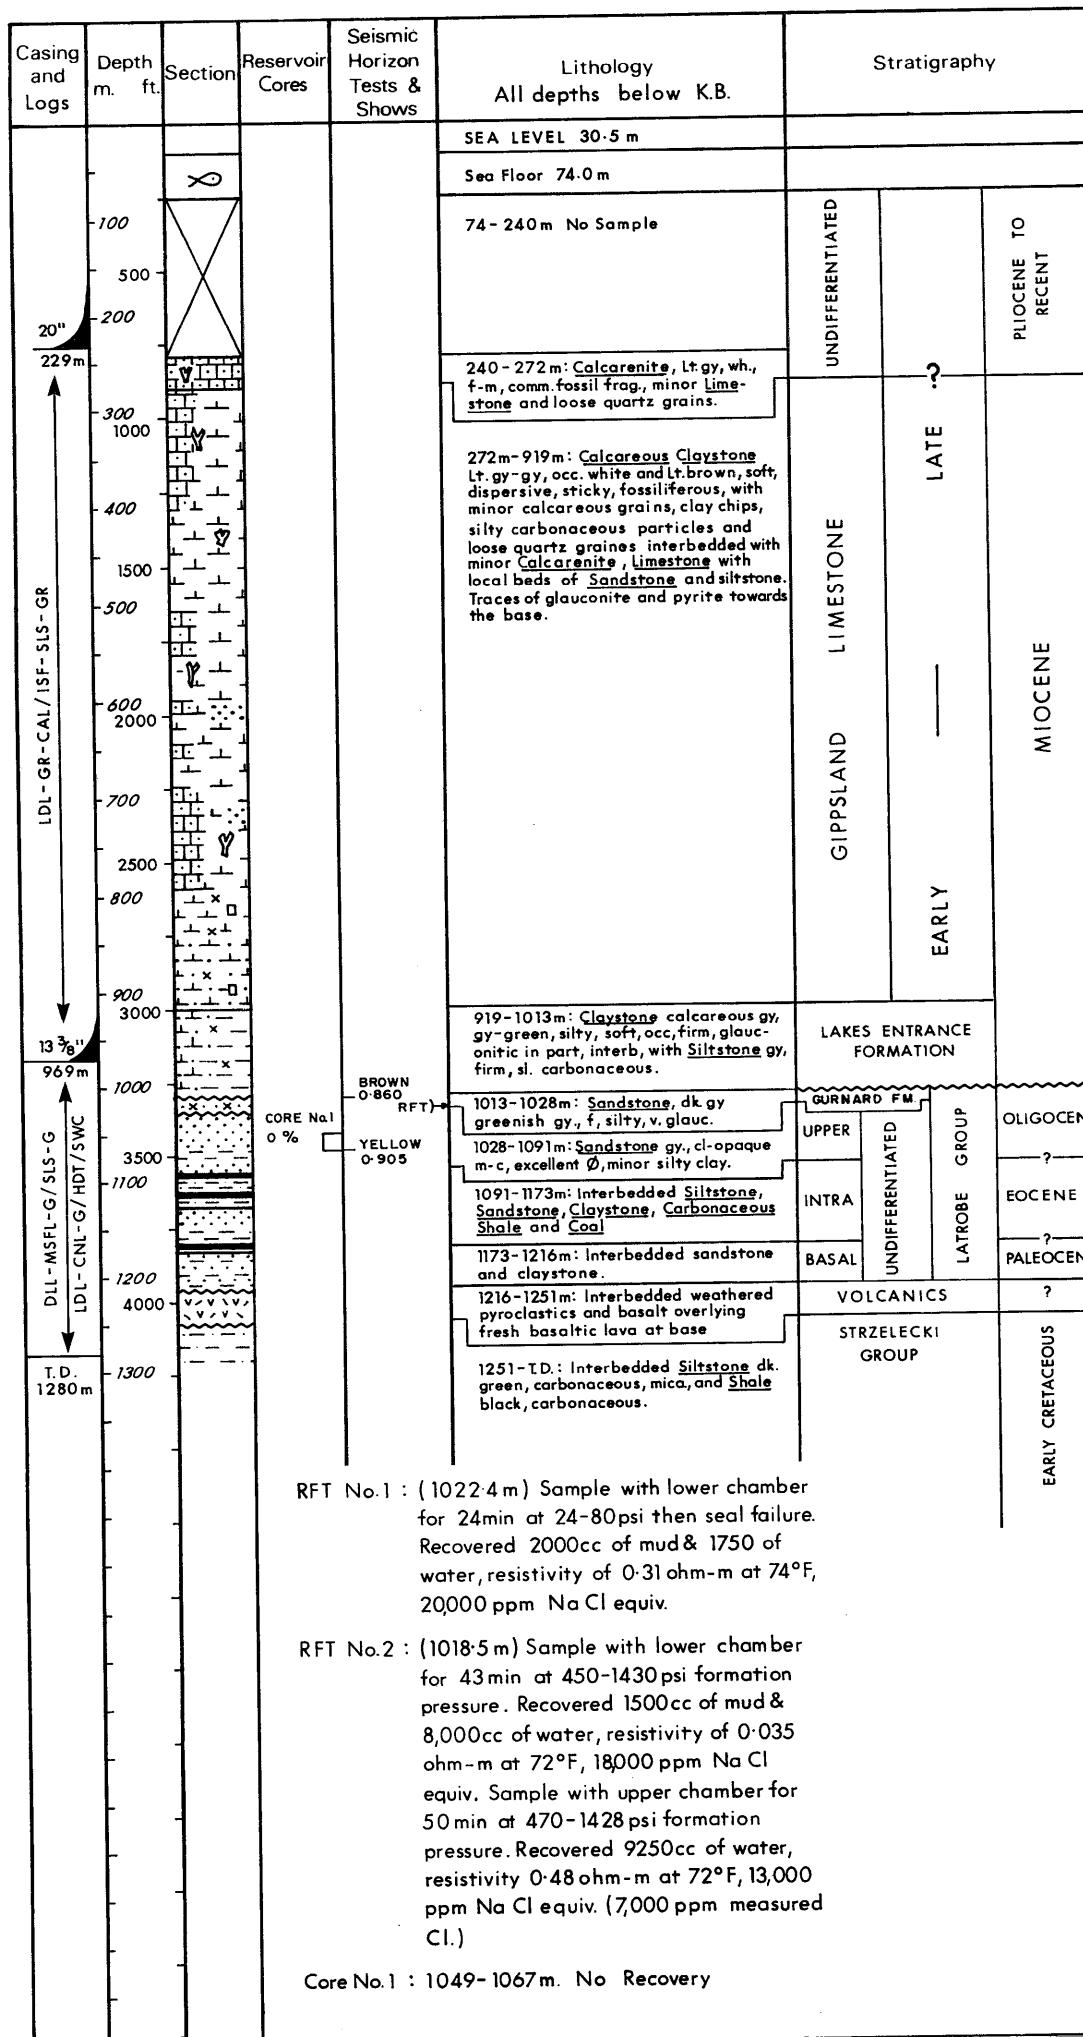 Casing
and
Logs
Depth
m. ft.
Section
Reservoir
Cores
Seismic
Horizon
Tests &
Shows
Lithology
All depths below K.B.
Stratigraphy
SEA LEVEL 30·5 m
Sea Floor 74.0 m
74-240m No Sample
100
500
200
300
1000
400
1500
500
600
2000
700
2500
800
900
3000
1000
3500
1100
1200
4000
1300
20"
229m
LDL-GR-CAL/ISF-SLS-GR
13 3/8"
969m
DLL-MSFL-G/SLS-G
LDL-CNL-G/HDT/SWC
T.D.
1280m
CORE No.1
0 %
BROWN
0·860
RFT
YELLOW
0·905
240-272m: Calcarenite, Lt.gy, wh.,
f-m, comm.fossil frag., minor Lime-
stone and loose quartz grains.
272m-919m: Calcareous Claystone
Lt.gy-gy, occ. white and Lt.brown, soft,
dispersive, sticky, fossiliferous, with
minor calcareous grains, clay chips,
silty carbonaceous particles and
loose quartz graines interbedded with
minor Calcarenite, Limestone with
local beds of Sandstone and siltstone.
Traces of glauconite and pyrite towards
the base.
919-1013m: Claystone calcareous gy,
gy-green, silty, soft, occ, firm, glauc-
onitic in part, interb, with Siltstone gy,
firm, sl. carbonaceous.
1013-1028m: Sandstone, dk.gy
greenish gy., f, silty, v. glauc.
1028-1091m: Sandstone gy., cl-opaque
m-c, excellent Ø, minor silty clay.
1091-1173m: Interbedded Siltstone,
Sandstone, Claystone, Carbonaceous
Shale and Coal
1173-1216m: Interbedded sandstone
and claystone.
1216-1251m: Interbedded weathered
pyroclastics and basalt overlying
fresh basaltic lava at base
1251-T.D.: Interbedded Siltstone dk.
green, carbonaceous, mica, and Shale
black, carbonaceous.
UNDIFFERENTIATED
PLIOCENE TO
RECENT
?
GIPPSLAND LIMESTONE
EARLY — LATE
MIOCENE
LAKES ENTRANCE
FORMATION
GURNARD FM.
UPPER
INTRA
BASAL
UNDIFFERENTIATED
LATROBE GROUP
OLIGOCENE
?
EOCENE
?
PALEOCEN
VOLCANICS
?
STRZELECKI
GROUP
EARLY CRETACEOUS
RFT No.1 : (1022·4m) Sample with lower chamber
for 24min at 24-80psi then seal failure.
Recovered 2000cc of mud & 1750 of
water, resistivity of 0·31 ohm-m at 74°F,
20,000 ppm Na Cl equiv.
RFT No.2 : (1018·5 m) Sample with lower chamber
for 43min at 450-1430psi formation
pressure. Recovered 1500cc of mud &
8,000cc of water, resistivity of 0·035
ohm-m at 72°F, 18,000 ppm Na Cl
equiv. Sample with upper chamber for
50min at 470-1428psi formation
pressure. Recovered 9250cc of water,
resistivity 0·48 ohm-m at 72°F, 13,000
ppm Na Cl equiv. (7,000 ppm measured
Cl.)
Core No.1 : 1049-1067m. No Recovery